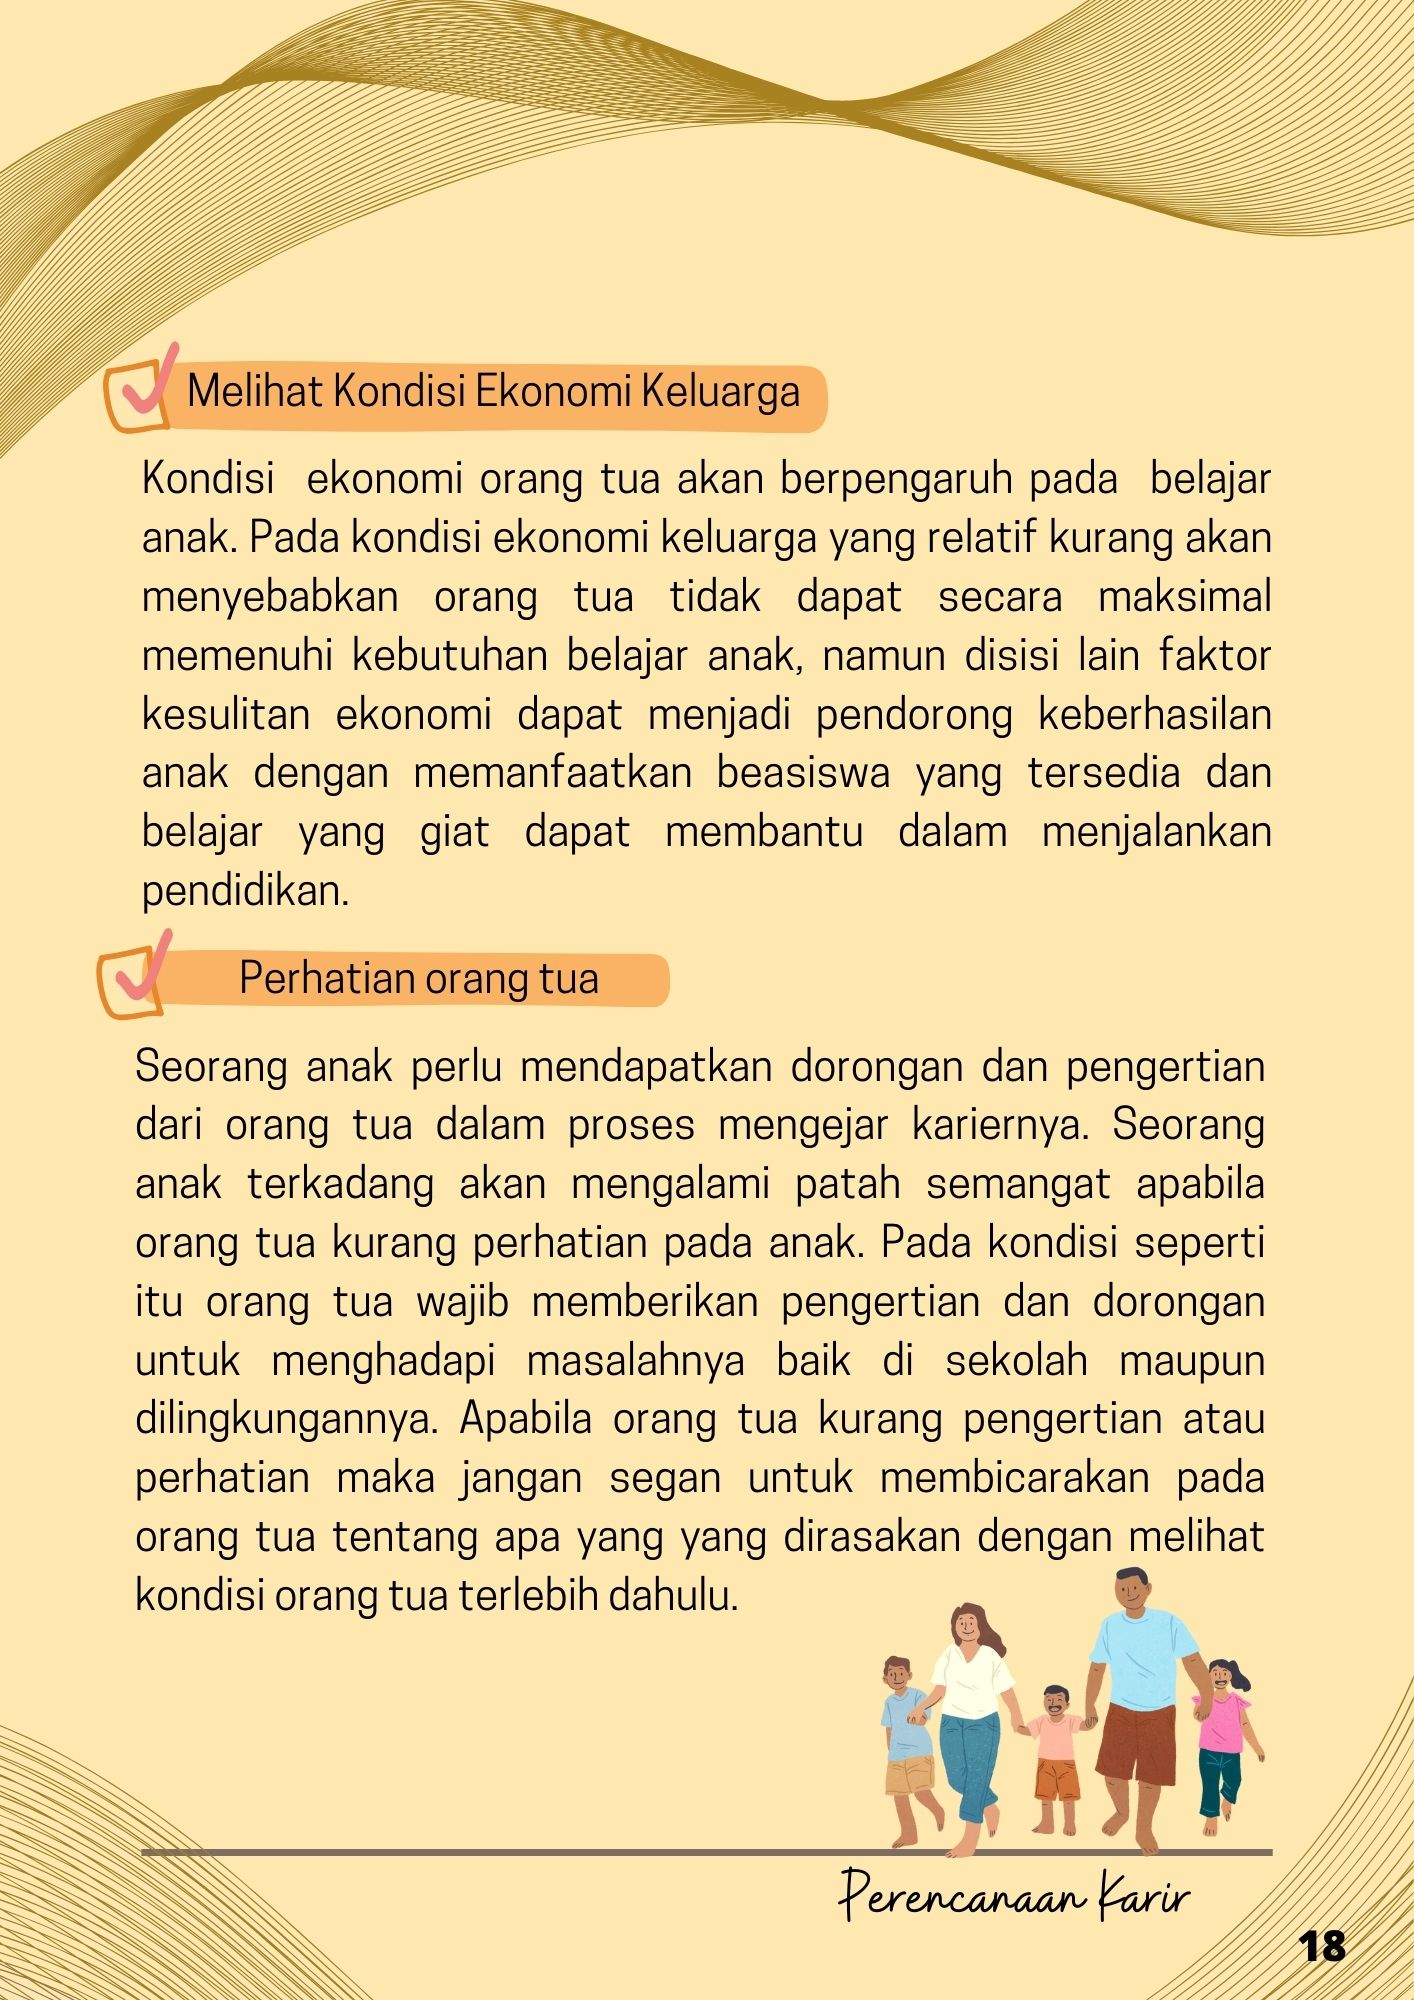 Melihat Kondisi Ekonomi Keluarga
Kondisi ekonomi orang tua akan berpengaruh pada belajar
anak. Pada kondisi ekonomi keluarga yang relatif kurang akan
menyebabkan orang tua tidak dapat secara maksimal
memenuhi kebutuhan belajar anak, namun disisi lain faktor
kesulitan ekonomi dapat menjadi pendorong keberhasilan
anak dengan memanfaatkan beasiswa yang tersedia dan
belajar yang giat dapat membantu dalam menjalankan
pendidikan.
Perhatian orang tua
Seorang anak perlu mendapatkan dorongan dan pengertian
dari orang tua dalam proses mengejar kariernya. Seorang
anak terkadang akan mengalami patah semangat apabila
orang tua kurang perhatian pada anak. Pada kondisi seperti
itu orang tua wajib memberikan pengertian dan dorongan
untuk menghadapi masalahnya baik di sekolah maupun
dilingkungannya. Apabila orang tua kurang pengertian atau
perhatian maka jangan segan untuk membicarakan pada
orang tua tentang apa yang yang dirasakan dengan melihat
kondisi orang tua terlebih dahulu.
Perencanaan Karir
18